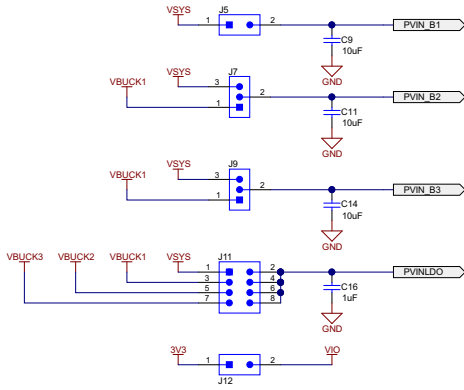 VSYS
J5
1
2
PVIN_B1
C9
10uF
GND
VSYS
J7
VBUCK1
3
2
1
PVIN_B2
C11
10uF
GND
VSYS
J9
VBUCK1
3
2
1
PVIN_B3
C14
10uF
GND
VBUCK3
VBUCK2
VBUCK1
VSYS
J11
1
2
3
4
5
6
7
8
PVINLDO
C16
1uF
GND
3V3
1
2
VIO
J12